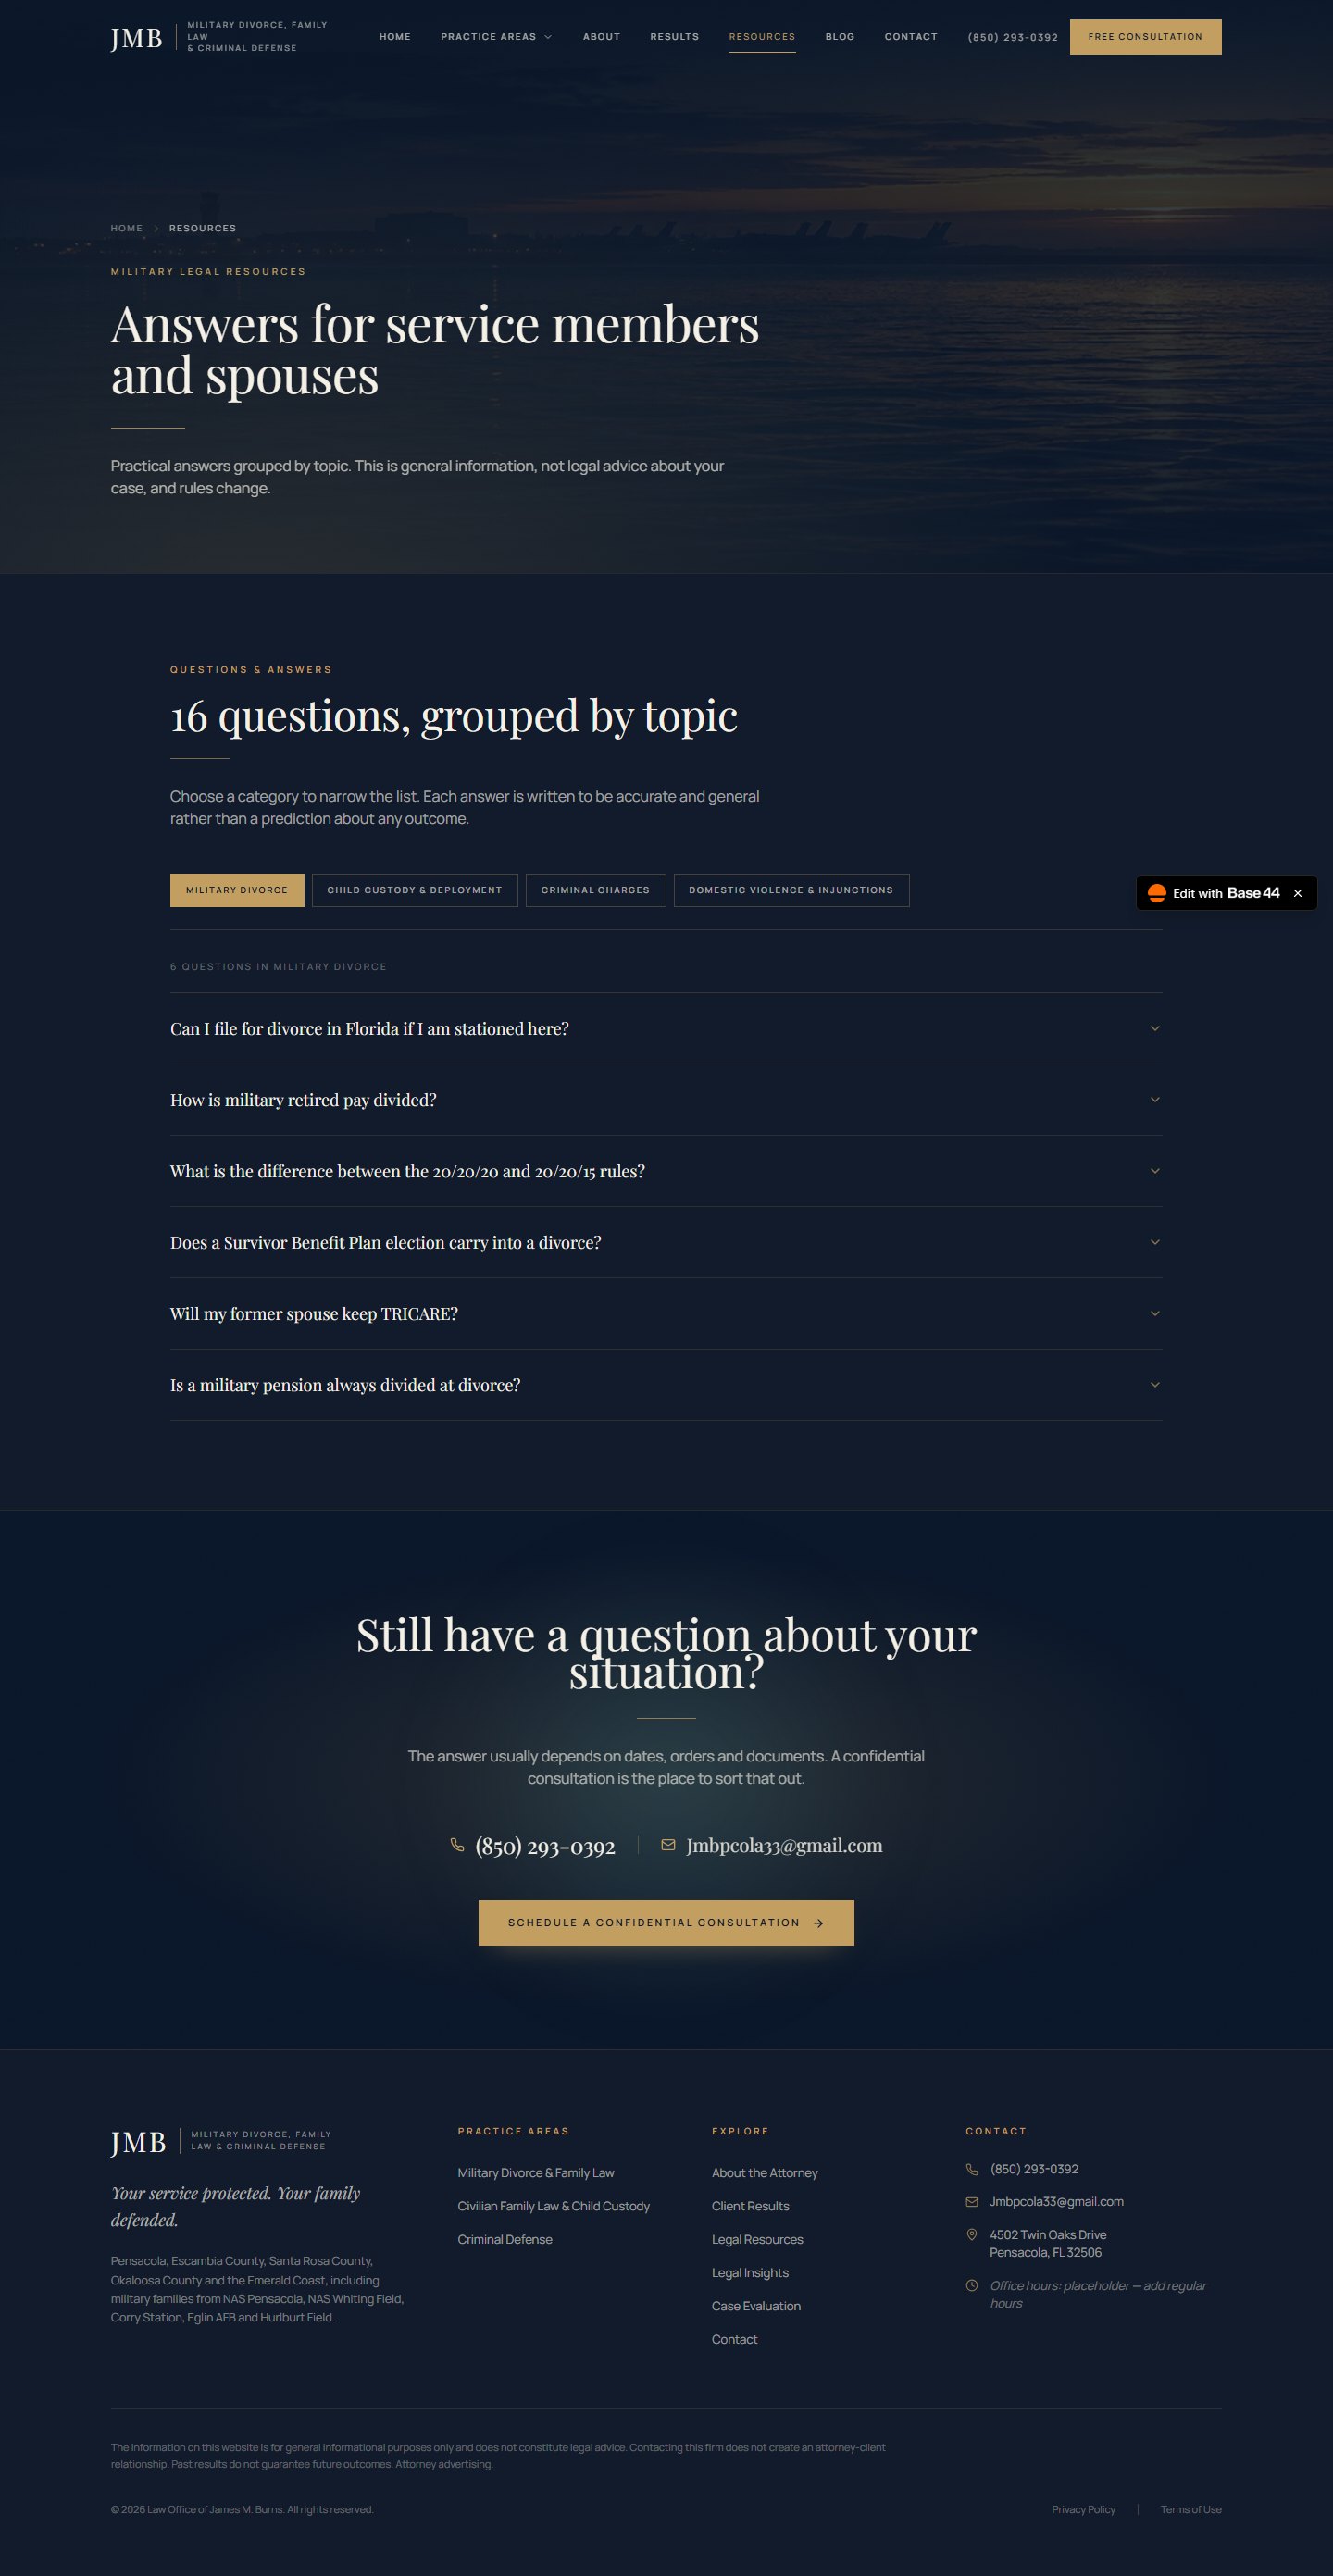 JMB
MILITARY DIVORCE, FAMILY
LAW
& CRIMINAL DEFENSE
HOME
PRACTICE AREAS
ABOUT
RESULTS
RESOURCES
BLOG
CONTACT
(850) 293-0392
FREE CONSULTATION
HOME
RESOURCES
MILITARY LEGAL RESOURCES
Answers for service members
and spouses
Practical answers grouped by topic. This is general information, not legal advice about your
case, and rules change.
QUESTIONS & ANSWERS
16 questions, grouped by topic
Choose a category to narrow the list. Each answer is written to be accurate and general
rather than a prediction about any outcome.
MILITARY DIVORCE
CHILD CUSTODY & DEPLOYMENT
CRIMINAL CHARGES
DOMESTIC VIOLENCE & INJUNCTIONS
Edit with Base 44
6 QUESTIONS IN MILITARY DIVORCE
Can I file for divorce in Florida if I am stationed here?
How is military retired pay divided?
What is the difference between the 20/20/20 and 20/20/15 rules?
Does a Survivor Benefit Plan election carry into a divorce?
Will my former spouse keep TRICARE?
Is a military pension always divided at divorce?
Still have a question about your
situation?
The answer usually depends on dates, orders and documents. A confidential
consultation is the place to sort that out.
(850) 293-0392
Jmbpcola33@gmail.com
SCHEDULE A CONFIDENTIAL CONSULTATION
JMB
MILITARY DIVORCE, FAMILY
LAW & CRIMINAL DEFENSE
Your service protected. Your family
defended.
Pensacola, Escambia County, Santa Rosa County,
Okaloosa County and the Emerald Coast, including
military families from NAS Pensacola, NAS Whiting Field,
Corry Station, Eglin AFB and Hurlburt Field.
PRACTICE AREAS
Military Divorce & Family Law
Civilian Family Law & Child Custody
Criminal Defense
EXPLORE
About the Attorney
Client Results
Legal Resources
Legal Insights
Case Evaluation
Contact
CONTACT
(850) 293-0392
Jmbpcola33@gmail.com
4502 Twin Oaks Drive
Pensacola, FL 32506
Office hours: placeholder — add regular
hours
The information on this website is for general informational purposes only and does not constitute legal advice. Contacting this firm does not create an attorney-client
relationship. Past results do not guarantee future outcomes. Attorney advertising.
© 2026 Law Office of James M. Burns. All rights reserved.
Privacy Policy
Terms of Use